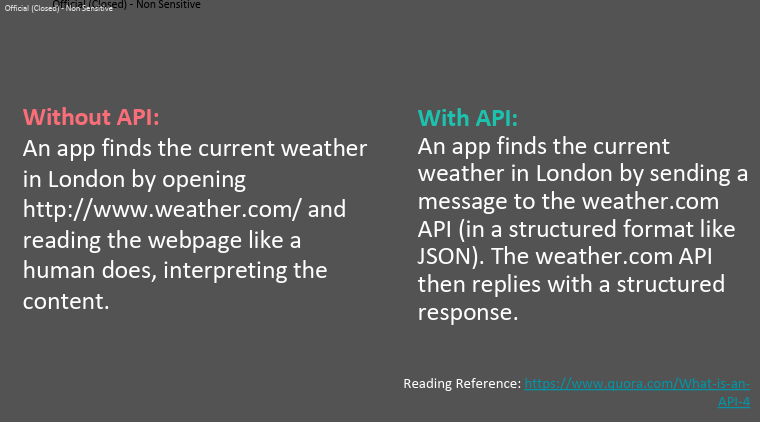 Official (Closed) - Non Sensitive
Official (Closed) - Non Sensitive
Without API:
An app finds the current weather
in London by opening
http://www.weather.com/ and
reading the webpage like a
human does, interpreting the
content.
With API:
An app finds the current
weather in London by sending a
message to the weather.com
API (in a structured format like
JSON). The weather.com API
then replies with a structured
response.
Reading Reference: https://www.quora.com/What-is-an-
API-4